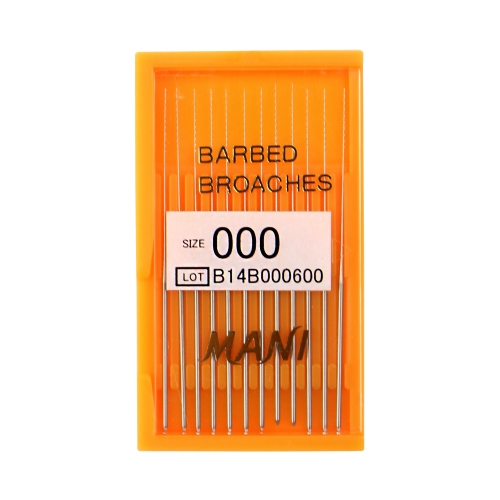 BARBED
BROACHES
SIZE 000
LOT B14B000600
MANI